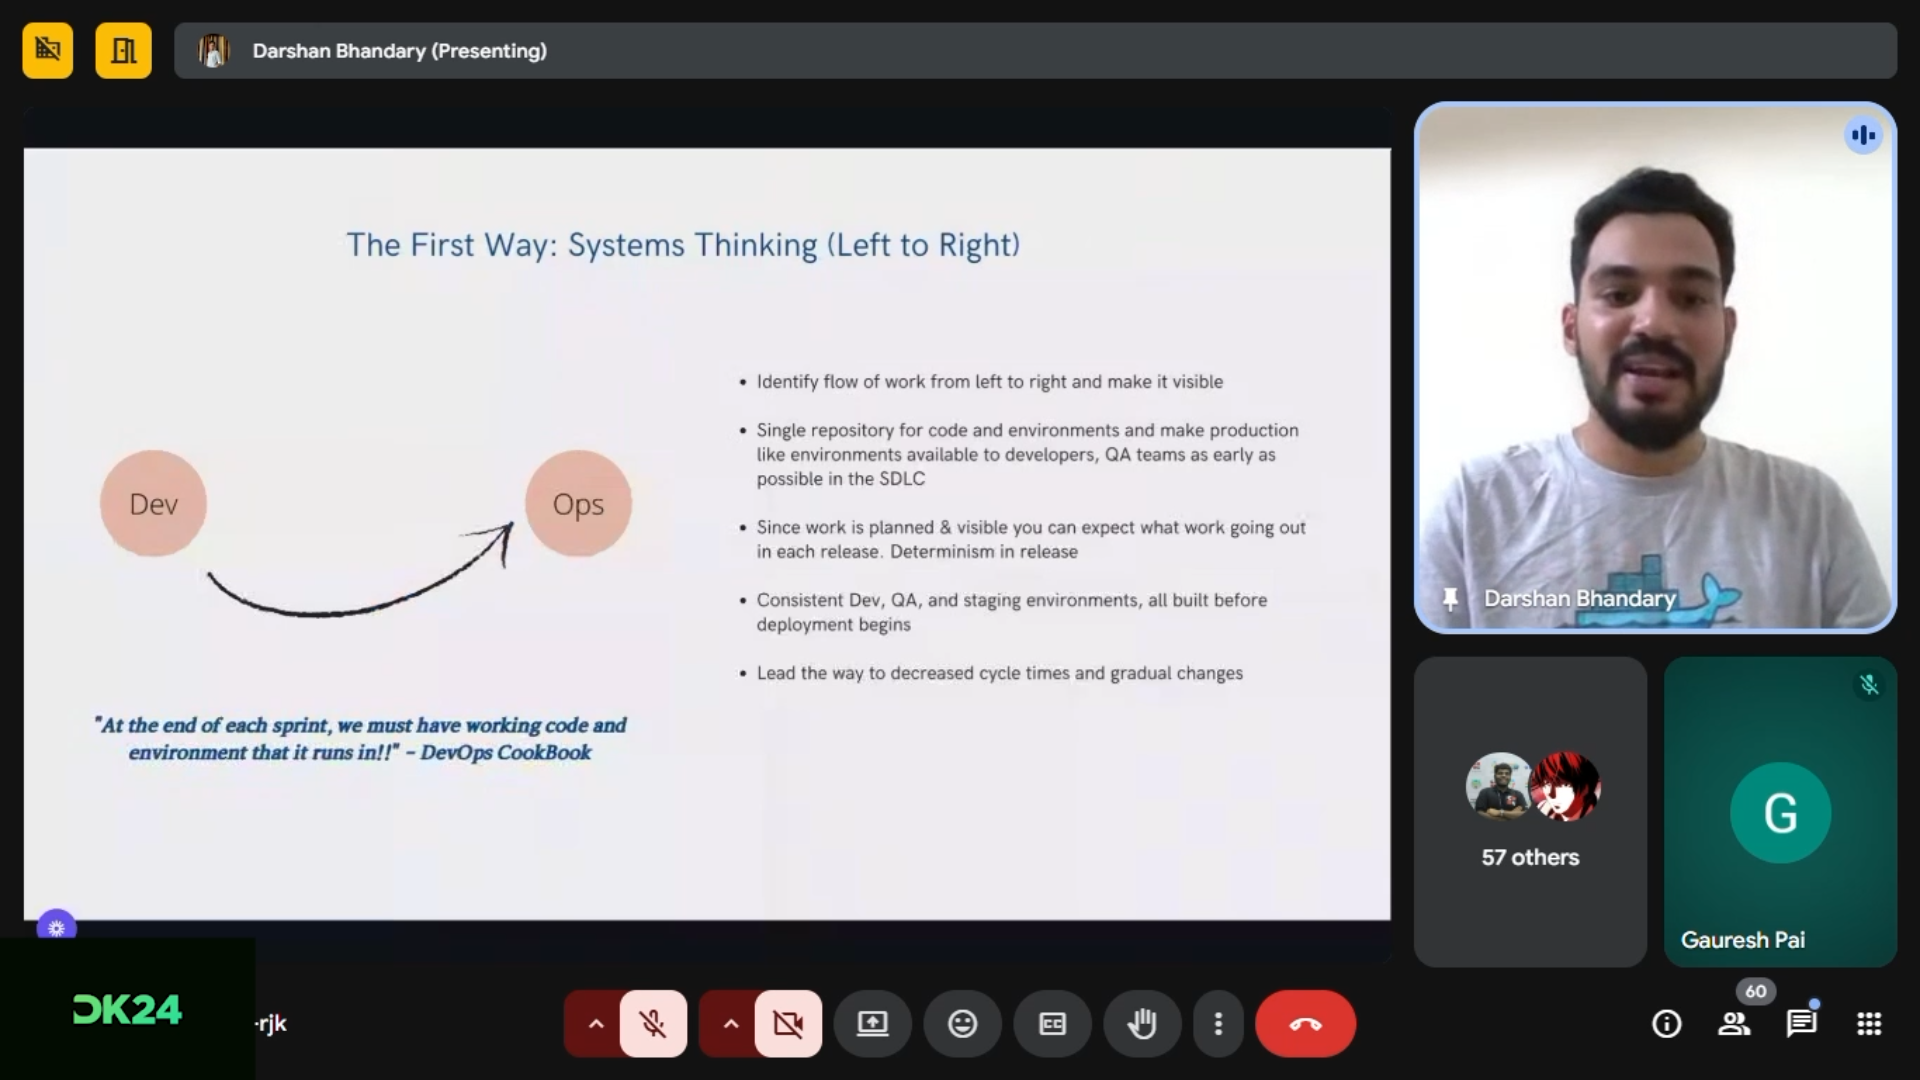 Darshan Bhandary (Presenting)
The First Way: Systems Thinking (Left to Right)
Dev
Ops
"At the end of each sprint, we must have working code and
environment that it runs in!!" - DevOps CookBook
• Identify flow of work from left to right and make it visible
• Single repository for code and environments and make production
like environments available to developers, QA teams as early as
possible in the SDLC
• Since work is planned & visible you can expect what work going out
in each release. Determinism in release
• Consistent Dev, QA, and staging environments, all built before
deployment begins
• Lead the way to decreased cycle times and gradual changes
Darshan Bhandary
57 others
G
Gauresh Pai
DK24
-rjk
CC
60